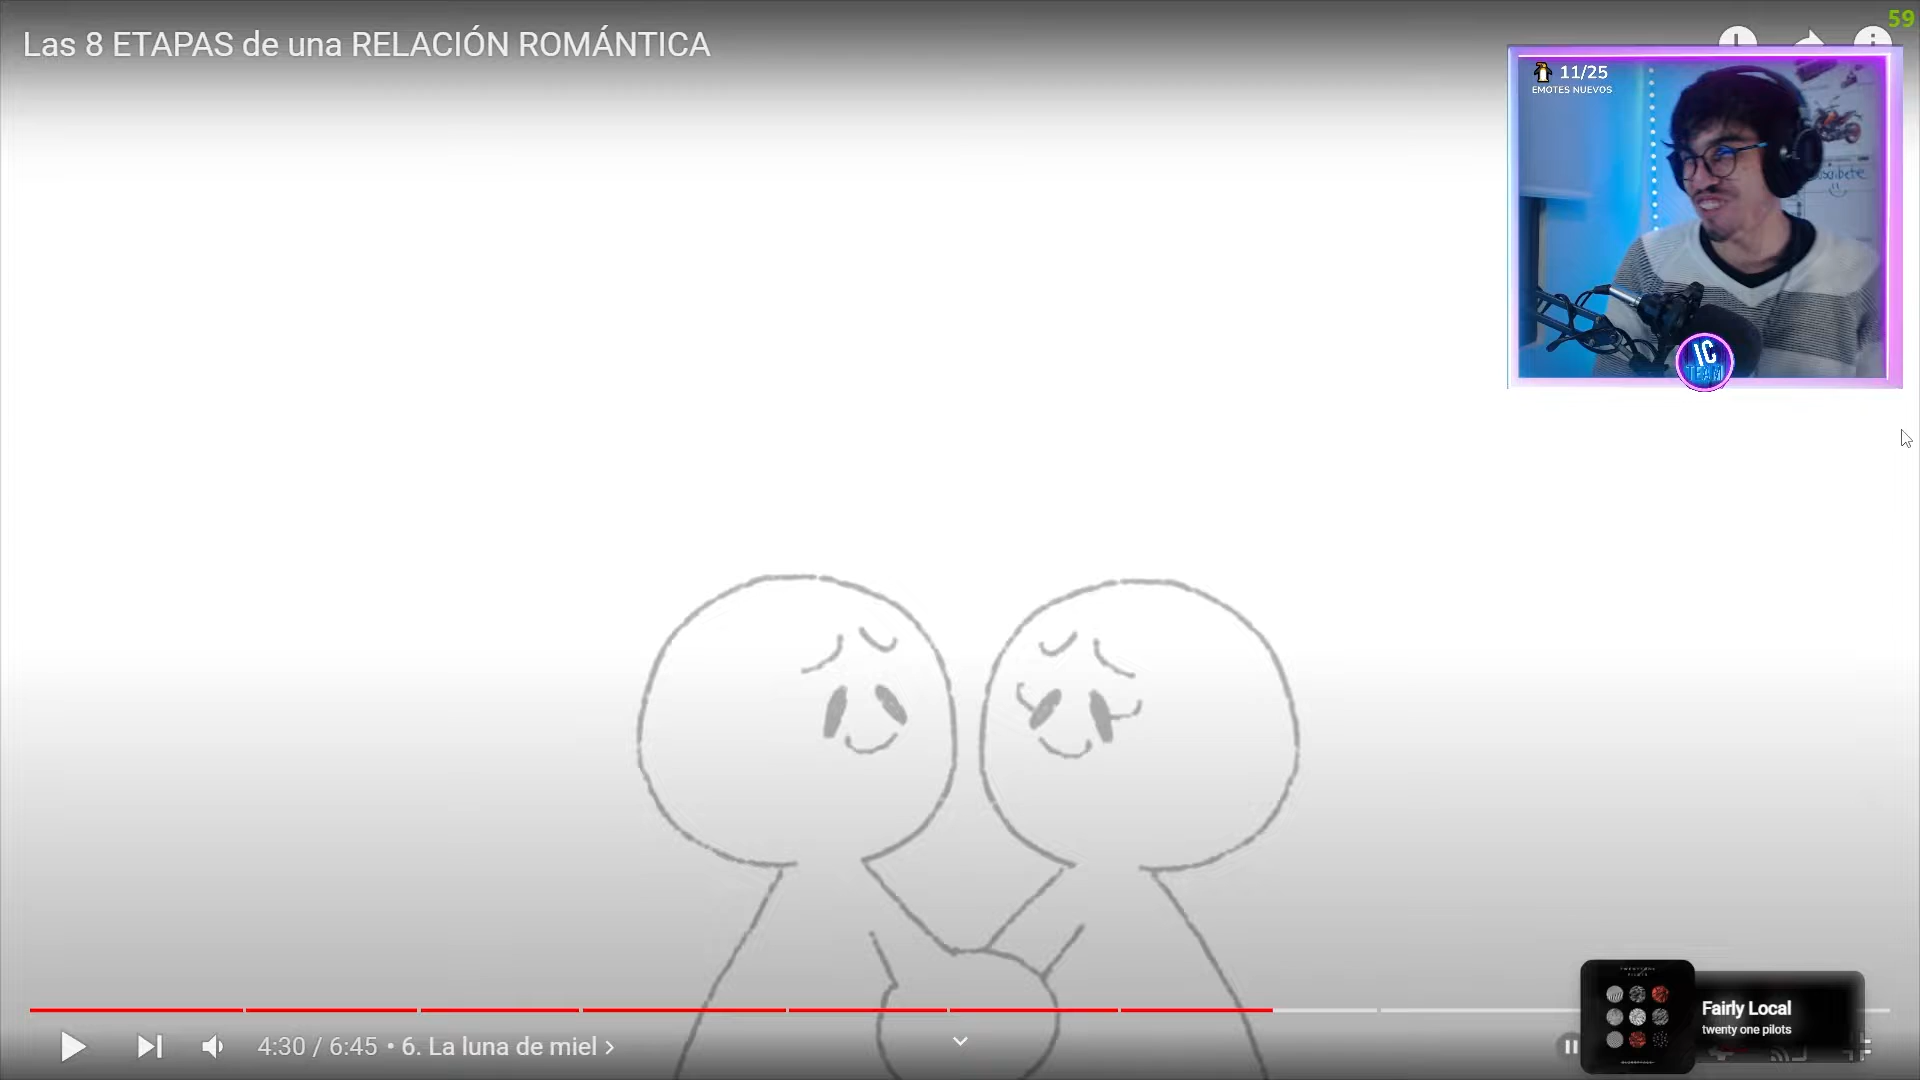 Las 8 ETAPAS de una RELACIÓN ROMÁNTICA
59
11/25
EMOTES NUEVOS
IC
TEAM
Fairly Local
twenty one pilots
4:30 / 6:45 • 6. La luna de miel